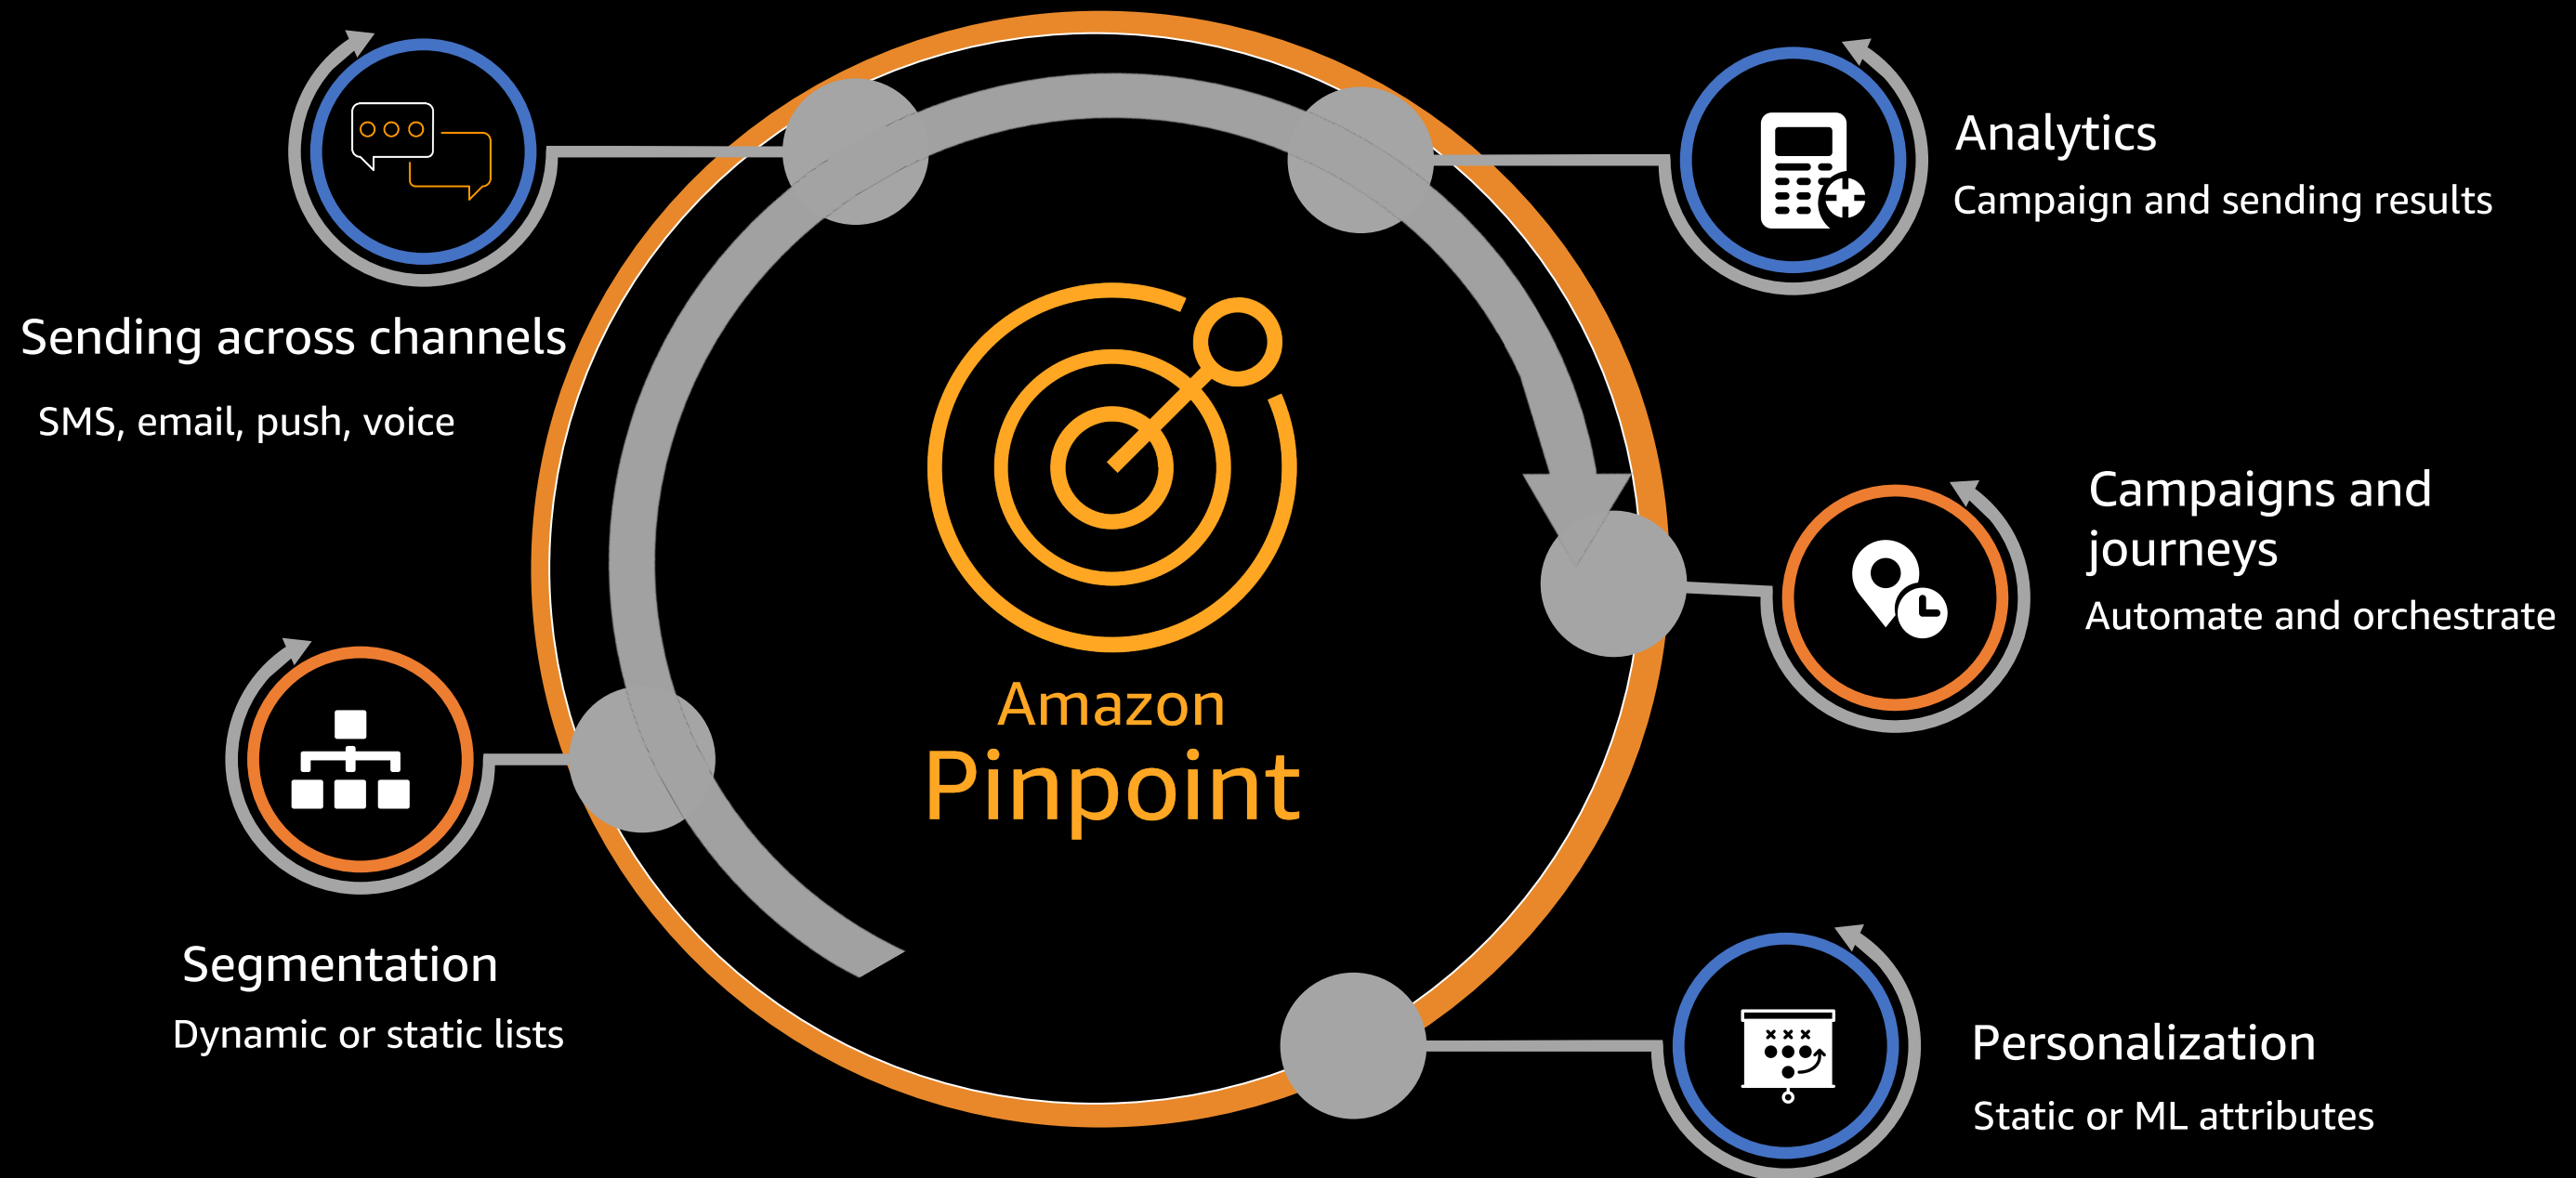 Sending across channels
SMS, email, push, voice
Segmentation
Dynamic or static lists
Amazon
Pinpoint
Analytics
Campaign and sending results
Campaigns and
journeys
Automate and orchestrate
Personalization
Static or ML attributes